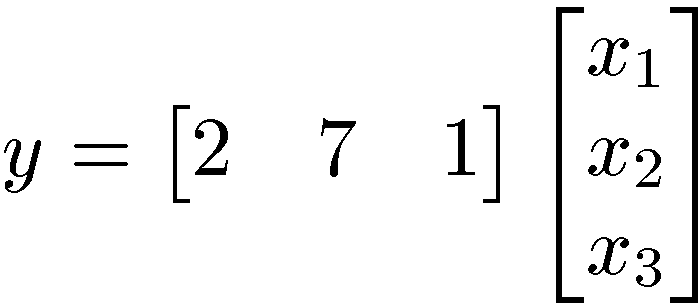 y = [2 7 1] [x₁
x₂
x₃]